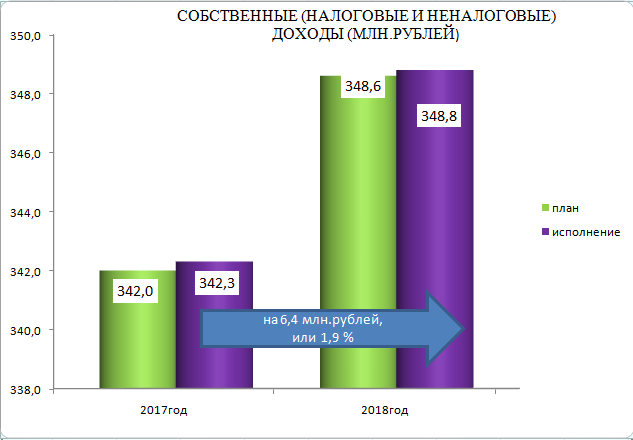 СОБСТВЕННЫЕ (НАЛОГОВЫЕ И НЕНАЛОГОВЫЕ)
ДОХОДЫ (МЛН.РУБЛЕЙ)
350,0
348,0
346,0
344,0
342,0
340,0
338,0
342,0
342,3
348,6
348,8
на6,4 млн.рублей,
или 1,9 %
2017год
2018год
план
исполнение